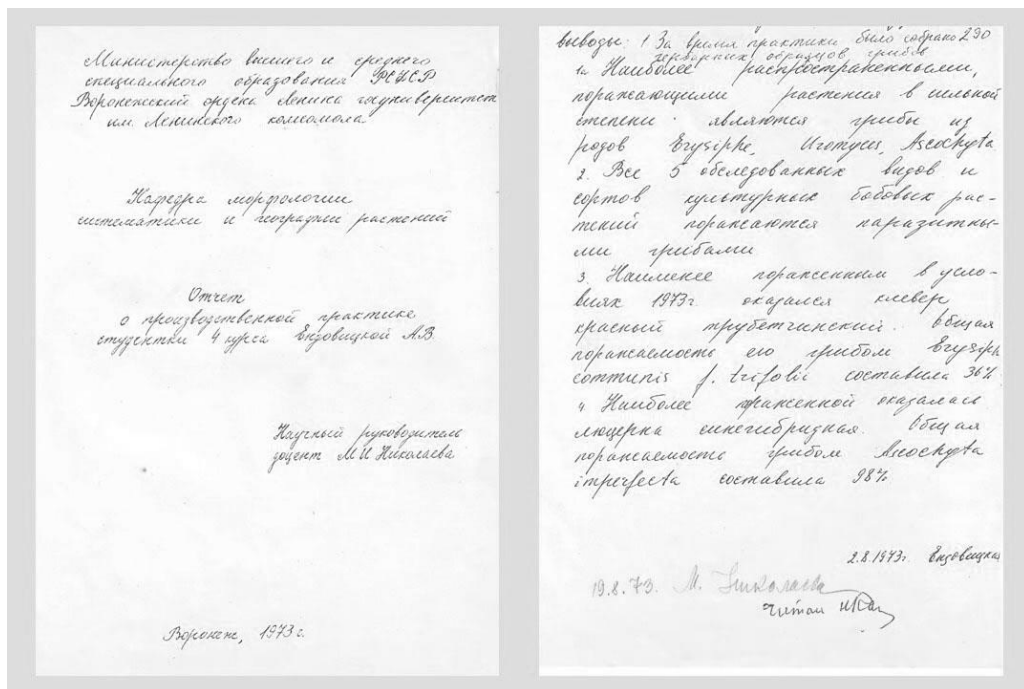 Министерство высшего и среднего
специального образования РСФСР
Воронежский ордена Ленина госуниверситет
им. Ленинского комсомола
Кафедра морфологии
систематики и географии растений
Отчет
о производственной практике
студентки 4 курса Ендовицкой А.В.
Научный руководитель
доцент М.И. Николаева
Воронеж, 1973 г.
Выводы: 1 За время практики было собрано 290
гербарных образцов грибов
1а Наиболее распространенными,
поражающими растения в сильной
степени являются грибы из
родов Erysiphe, Uromyces, Ascochyta
2. Все 5 обследованных видов и
сортов культурных бобовых рас-
тений поражаются паразитны-
ми грибами
3. Наименее пораженным в усло-
виях 1973 г. оказался клевер
красный трубетчинский. Общая
поражаемость его грибом Erysiph
communis f. trifolii составила 36%
4 Наиболее пораженной оказалась
люцерна синегибридная. Общая
поражаемость грибом Ascochyta
imperfecta составила 98%
2.8.1973г. Ендовицкая
19.8.73. М. Николаева
Читал